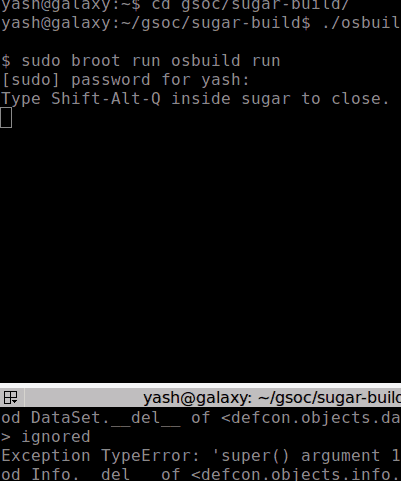 yash@galaxy:~$ cd gsoc/sugar-build/
yash@galaxy:~/gsoc/sugar-build$ ./osbuil
$ sudo broot run osbuild run
[sudo] password for yash:
Type Shift-Alt-Q inside sugar to close.
yash@galaxy: ~/gsoc/sugar-build
od DataSet.__del__ of <defcon.objects.da
> ignored
Exception TypeError: 'super() argument 1
od Info.__del__ of <defcon.objects.info.